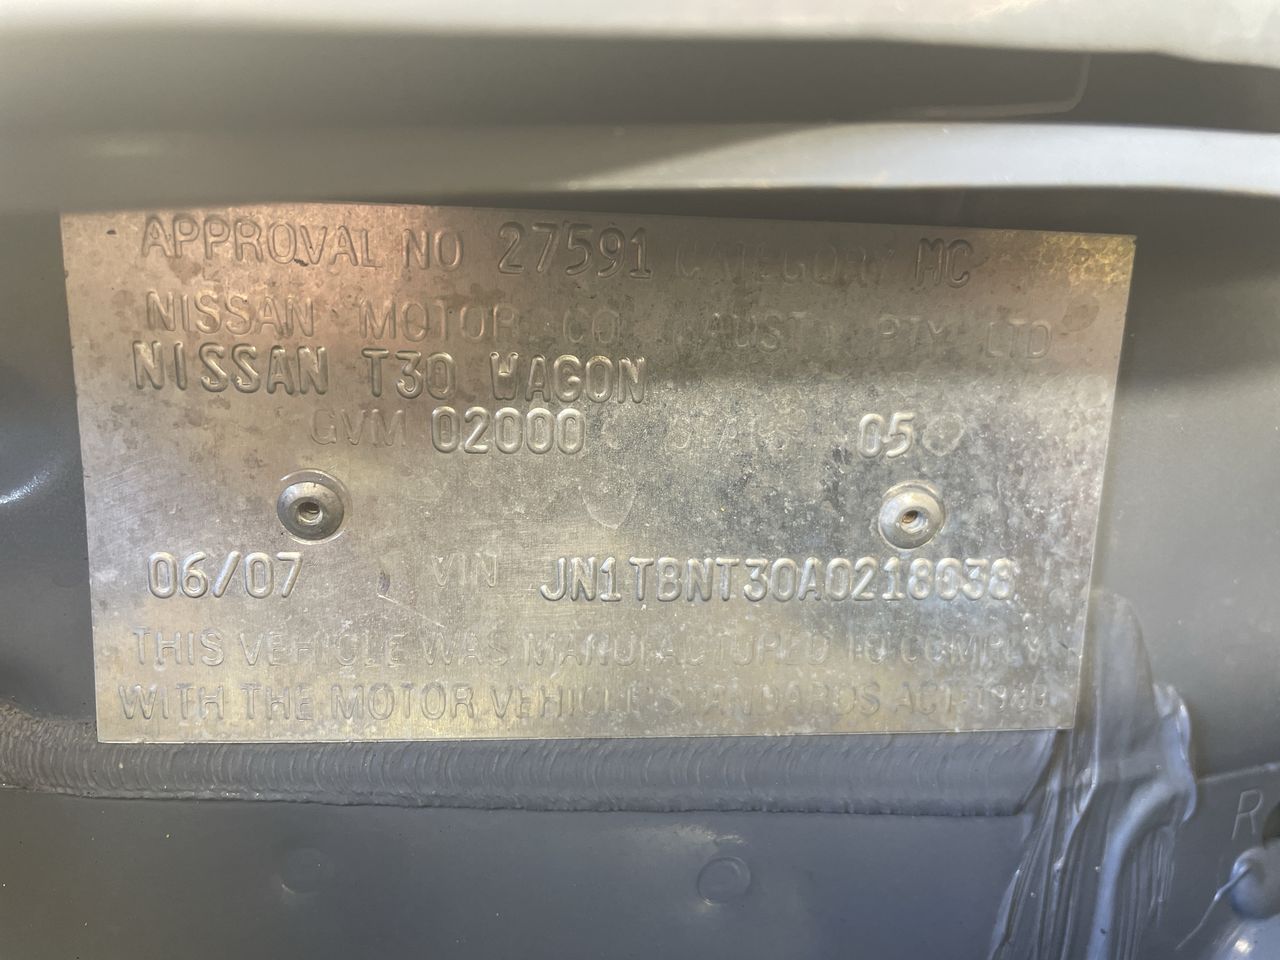 APPROVAL NO 27591 CATEGORY MC
NISSAN MOTOR CO (AUST) PTY LTD
NISSAN T30 WAGON
GVM 02000 SEATS 05
06/07 VIN JN1TBNT30A0218038
THIS VEHICLE WAS MANUFACTURED TO COMPLY
WITH THE MOTOR VEHICLE STANDARDS ACT 1989
R